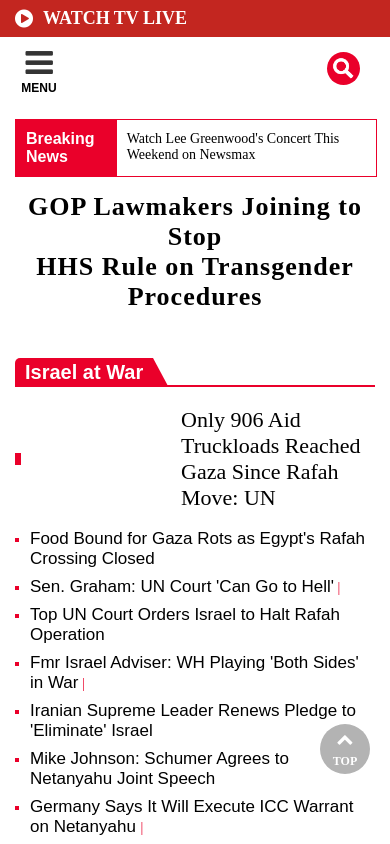 WATCH TV LIVE
MENU
Breaking
News
Watch Lee Greenwood's Concert This
Weekend on Newsmax
GOP Lawmakers Joining to
Stop
HHS Rule on Transgender
Procedures
Israel at War
Only 906 Aid
Truckloads Reached
Gaza Since Rafah
Move: UN
Food Bound for Gaza Rots as Egypt's Rafah
Crossing Closed
Sen. Graham: UN Court 'Can Go to Hell' |
Top UN Court Orders Israel to Halt Rafah
Operation
Fmr Israel Adviser: WH Playing 'Both Sides'
in War |
Iranian Supreme Leader Renews Pledge to
'Eliminate' Israel
Mike Johnson: Schumer Agrees to
Netanyahu Joint Speech
TOP
Germany Says It Will Execute ICC Warrant
on Netanyahu |